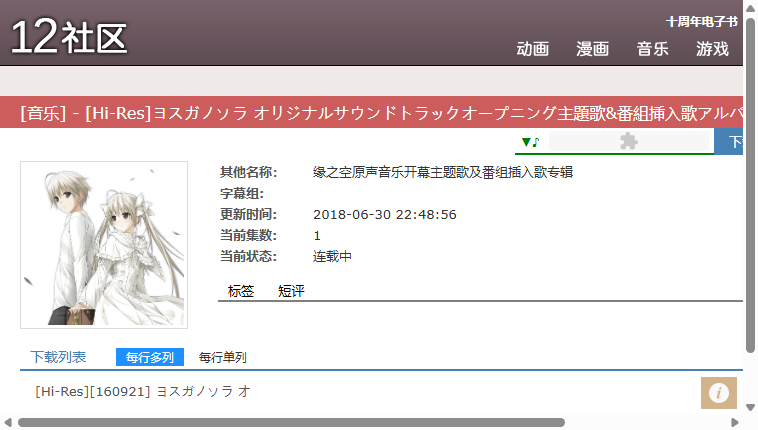 12社区
十周年电子书
动画 漫画 音乐 游戏
[音乐] - [Hi-Res]ヨスガノソラ オリジナルサウンドトラックオープニング主題歌&番組挿入歌アルバ
▼♪
下
其他名称: 缘之空原声音乐开幕主题歌及番组插入歌专辑
字幕组:
更新时间: 2018-06-30 22:48:56
当前集数: 1
当前状态: 连载中
标签 短评
下载列表 每行多列 每行单列
[Hi-Res][160921] ヨスガノソラ オ